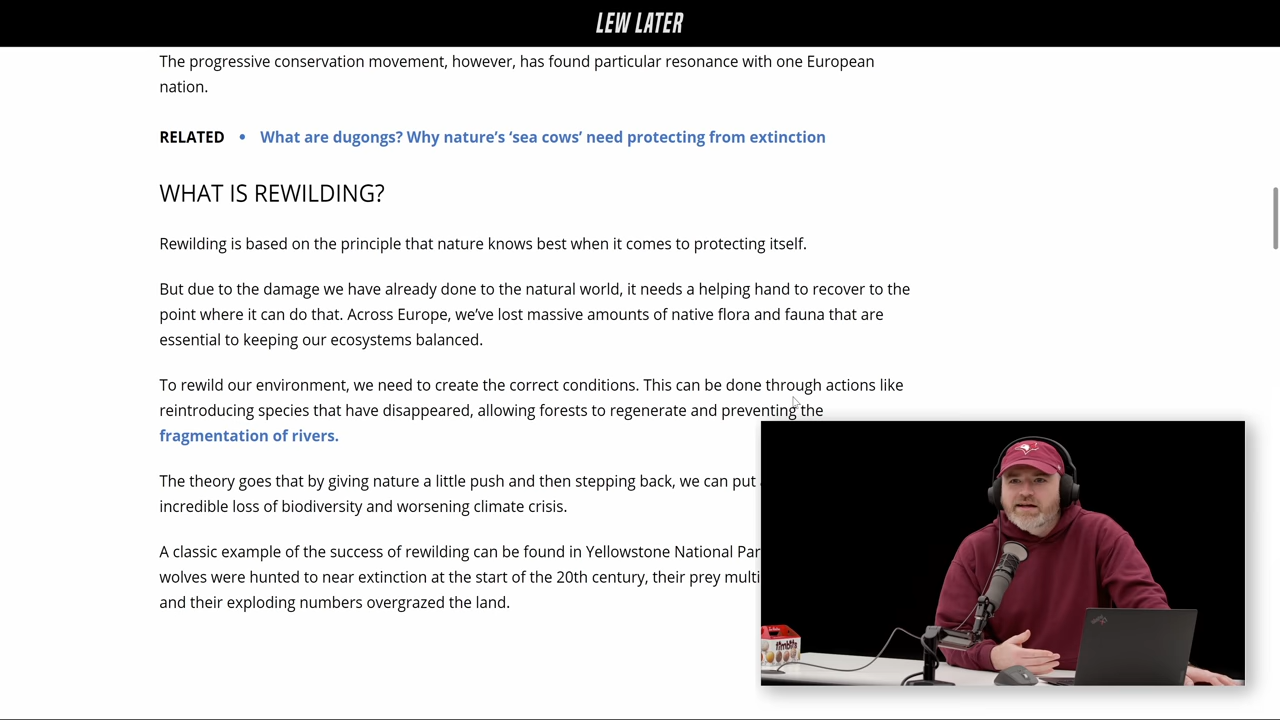 LEW LATER
The progressive conservation movement, however, has found particular resonance with one European
nation.
RELATED • What are dugongs? Why nature’s ‘sea cows’ need protecting from extinction
WHAT IS REWILDING?
Rewilding is based on the principle that nature knows best when it comes to protecting itself.
But due to the damage we have already done to the natural world, it needs a helping hand to recover to the
point where it can do that. Across Europe, we’ve lost massive amounts of native flora and fauna that are
essential to keeping our ecosystems balanced.
To rewild our environment, we need to create the correct conditions. This can be done through actions like
reintroducing species that have disappeared, allowing forests to regenerate and preventing the
fragmentation of rivers.
The theory goes that by giving nature a little push and then stepping back, we can put
incredible loss of biodiversity and worsening climate crisis.
A classic example of the success of rewilding can be found in Yellowstone National
wolves were hunted to near extinction at the start of the 20th century, their prey
and their exploding numbers overgrazed the land.
timbits